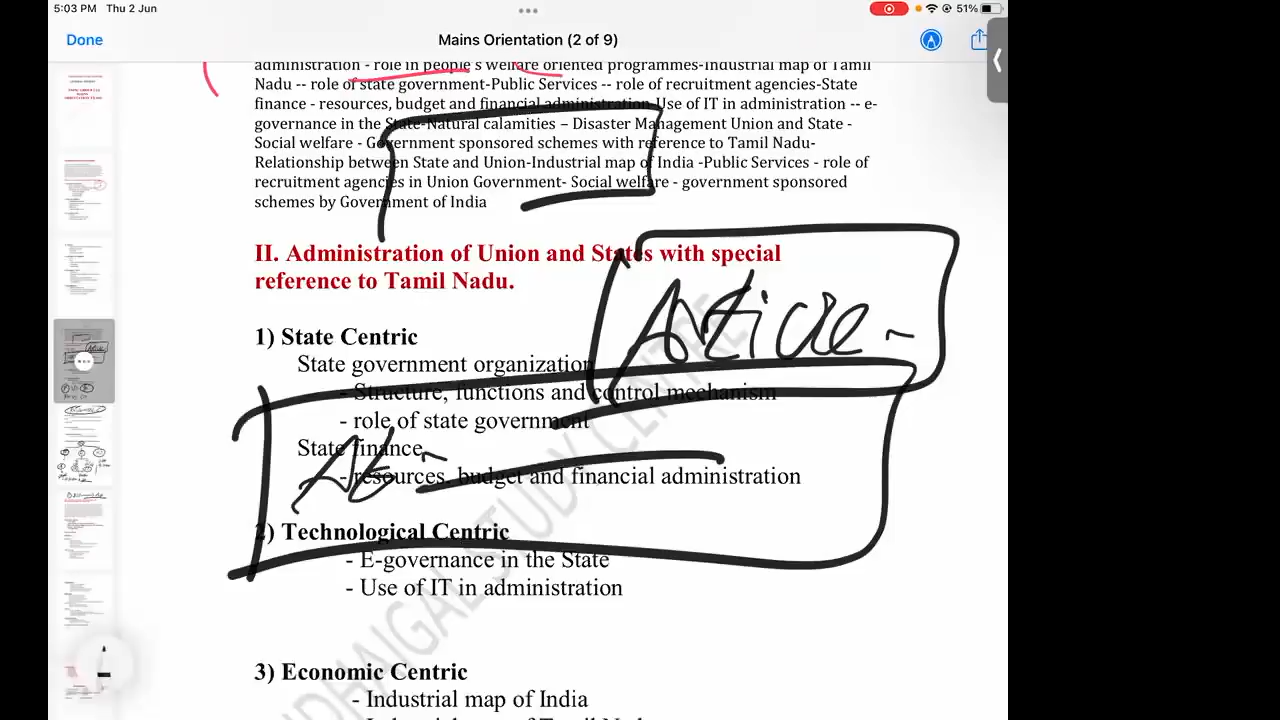 5:03 PM Thu 2 Jun
51%
Done
Mains Orientation (2 of 9)
administration - role in people's welfare oriented programmes-Industrial map of Tamil
Nadu -- role of state government-Public Services -- role of recruitment agencies-State
finance - resources, budget and financial administration-Use of IT in administration -- e-
governance in the State-Natural calamities – Disaster Management Union and State -
Social welfare - Government sponsored schemes with reference to Tamil Nadu-
Relationship between State and Union-Industrial map of India -Public Services - role of
recruitment agencies in Union Government- Social welfare - government sponsored
schemes by Government of India
II. Administration of Union and States with special
reference to Tamil Nadu.
Article -
1) State Centric
State government organization
- Structure, functions and control mechanism
- role of state government
State finance
- resources, budget and financial administration
2) Technological Centric
- E-governance in the State
- Use of IT in administration
3) Economic Centric
- Industrial map of India
STUDY CENTRE